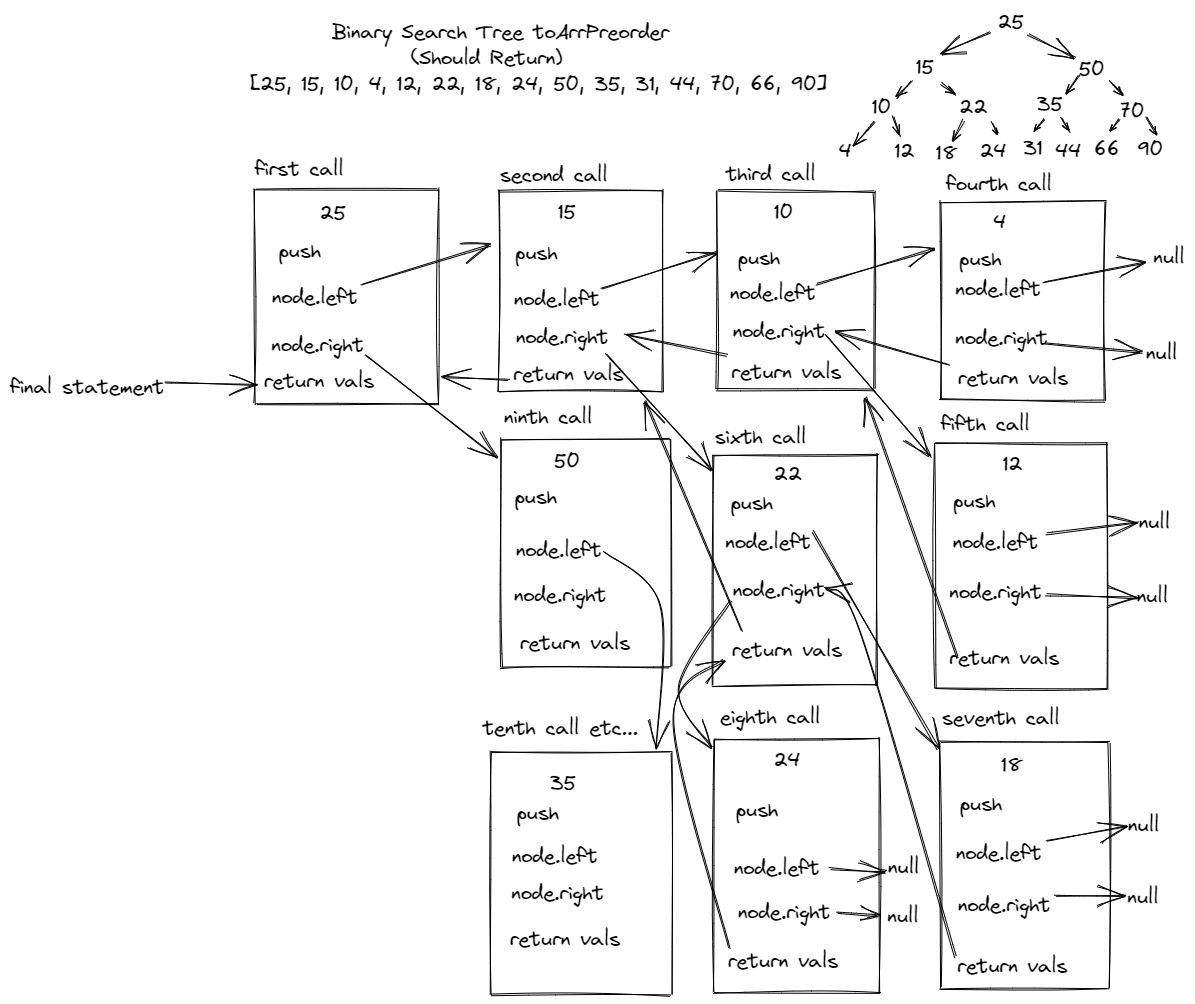 Binary Search Tree toArrPreorder
(Should Return)
[25, 15, 10, 4, 12, 22, 18, 24, 50, 35, 31, 44, 70, 66, 90]
25
15 50
10 22 35 70
4 12 18 24 31 44 66 90
first call
25
push
node.left
node.right
return vals
final statement
second call
15
push
node.left
node.right
return vals
third call
10
push
node.left
node.right
return vals
fourth call
4
push
node.left
node.right
return vals
null
null
ninth call
50
push
node.left
node.right
return vals
sixth call
22
push
node.left
node.right
return vals
fifth call
12
push
node.left
node.right
return vals
null
null
tenth call etc...
35
push
node.left
node.right
return vals
eighth call
24
push
node.left
node.right
return vals
null
null
seventh call
18
push
node.left
node.right
return vals
null
null